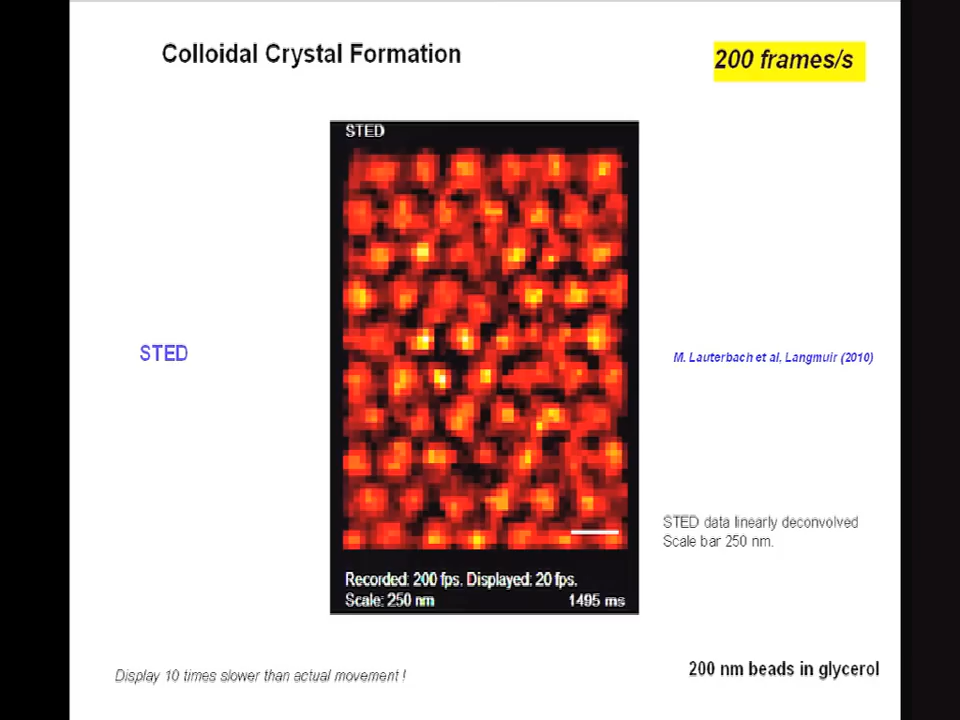 Colloidal Crystal Formation
200 frames/s
STED
STED
M. Lauterbach et al, Langmuir (2010)
STED data linearly deconvolved
Scale bar 250 nm.
Recorded: 200 fps. Displayed: 20 fps.
Scale: 250 nm
1495 ms
Display 10 times slower than actual movement !
200 nm beads in glycerol